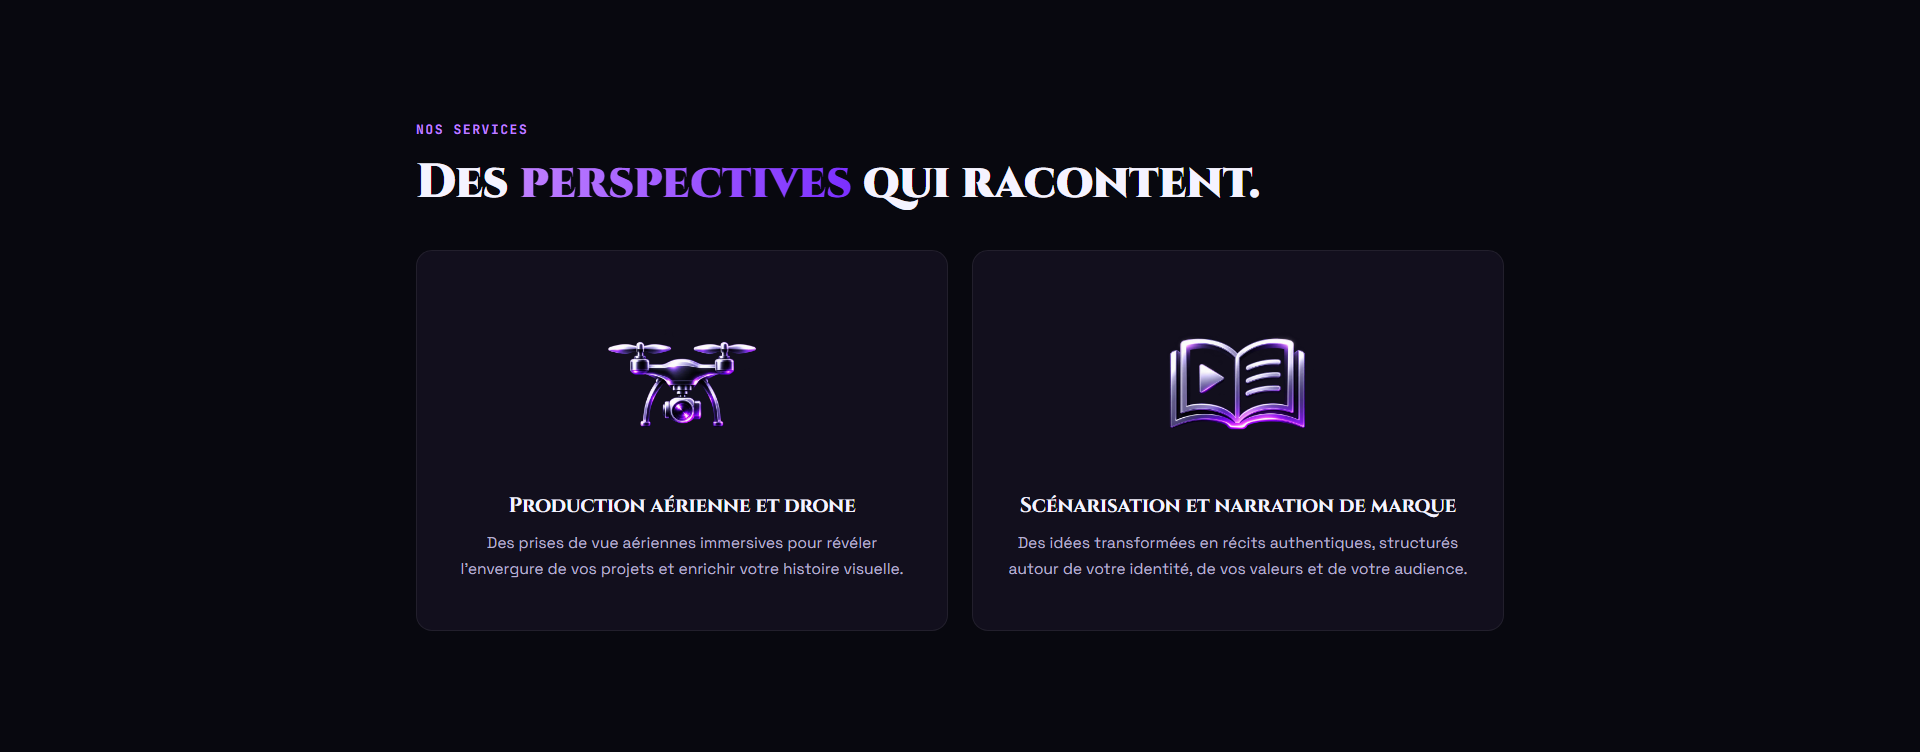 NOS SERVICES
Des perspectives qui racontent.
Production aérienne et drone
Des prises de vue aériennes immersives pour révéler
l'envergure de vos projets et enrichir votre histoire visuelle.
Scénarisation et narration de marque
Des idées transformées en récits authentiques, structurés
autour de votre identité, de vos valeurs et de votre audience.